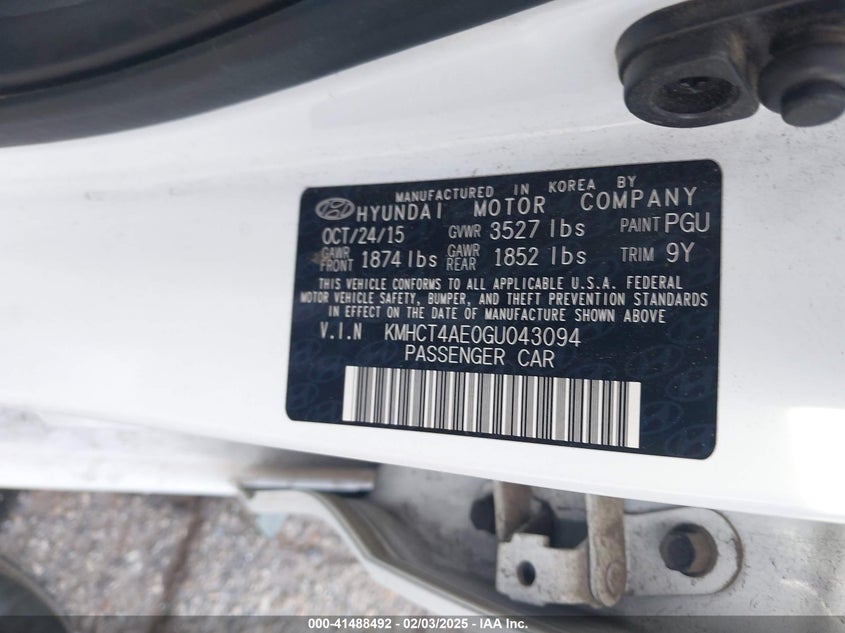 MANUFACTURED IN KOREA BY
HYUNDAI MOTOR COMPANY
OCT/24/15 GVWR 3527 lbs PAINT PGU
GAWR FRONT 1874 lbs GAWR REAR 1852 lbs TRIM 9Y
THIS VEHICLE CONFORMS TO ALL APPLICABLE U.S.A. FEDERAL
MOTOR VEHICLE SAFETY, BUMPER, AND THEFT PREVENTION STANDARDS
IN EFFECT ON THE DATE OF MANUFACTURE SHOWN ABOVE
V.I.N KMHCT4AE0GU043094
PASSENGER CAR
000-41488492 - 02/03/2025 - IAA Inc.